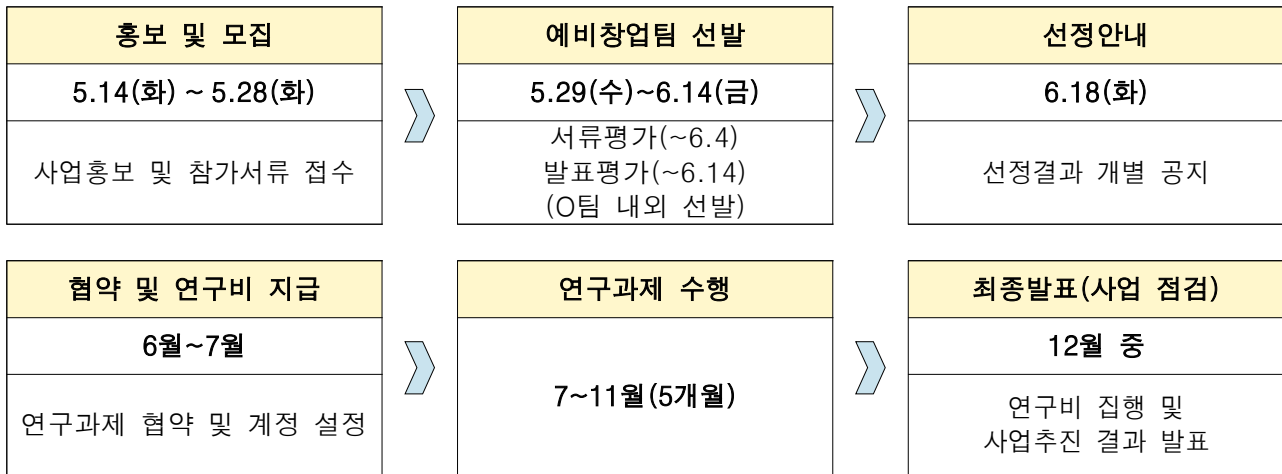 홍보 및 모집
5.14(화) ~ 5.28(화)
사업홍보 및 참가서류 접수
예비창업팀 선발
5.29(수)~6.14(금)
서류평가(~6.4)
발표평가(~6.14)
(O팀 내외 선발)
선정안내
6.18(화)
선정결과 개별 공지
협약 및 연구비 지급
6월~7월
연구과제 협약 및 계정 설정
연구과제 수행
7~11월(5개월)
최종발표(사업 점검)
12월 중
연구비 집행 및
사업추진 결과 발표